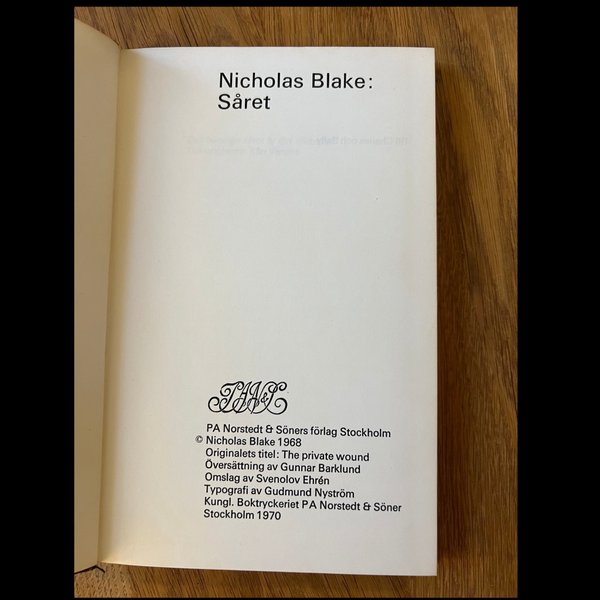 Nicholas Blake:
Såret
PA Norstedt & Söners förlag Stockholm
© Nicholas Blake 1968
Originalets titel: The private wound
Översättning av Gunnar Barklund
Omslag av Svenolov Ehrén
Typografi av Gudmund Nyström
Kungl. Boktryckeriet PA Norstedt & Söner
Stockholm 1970